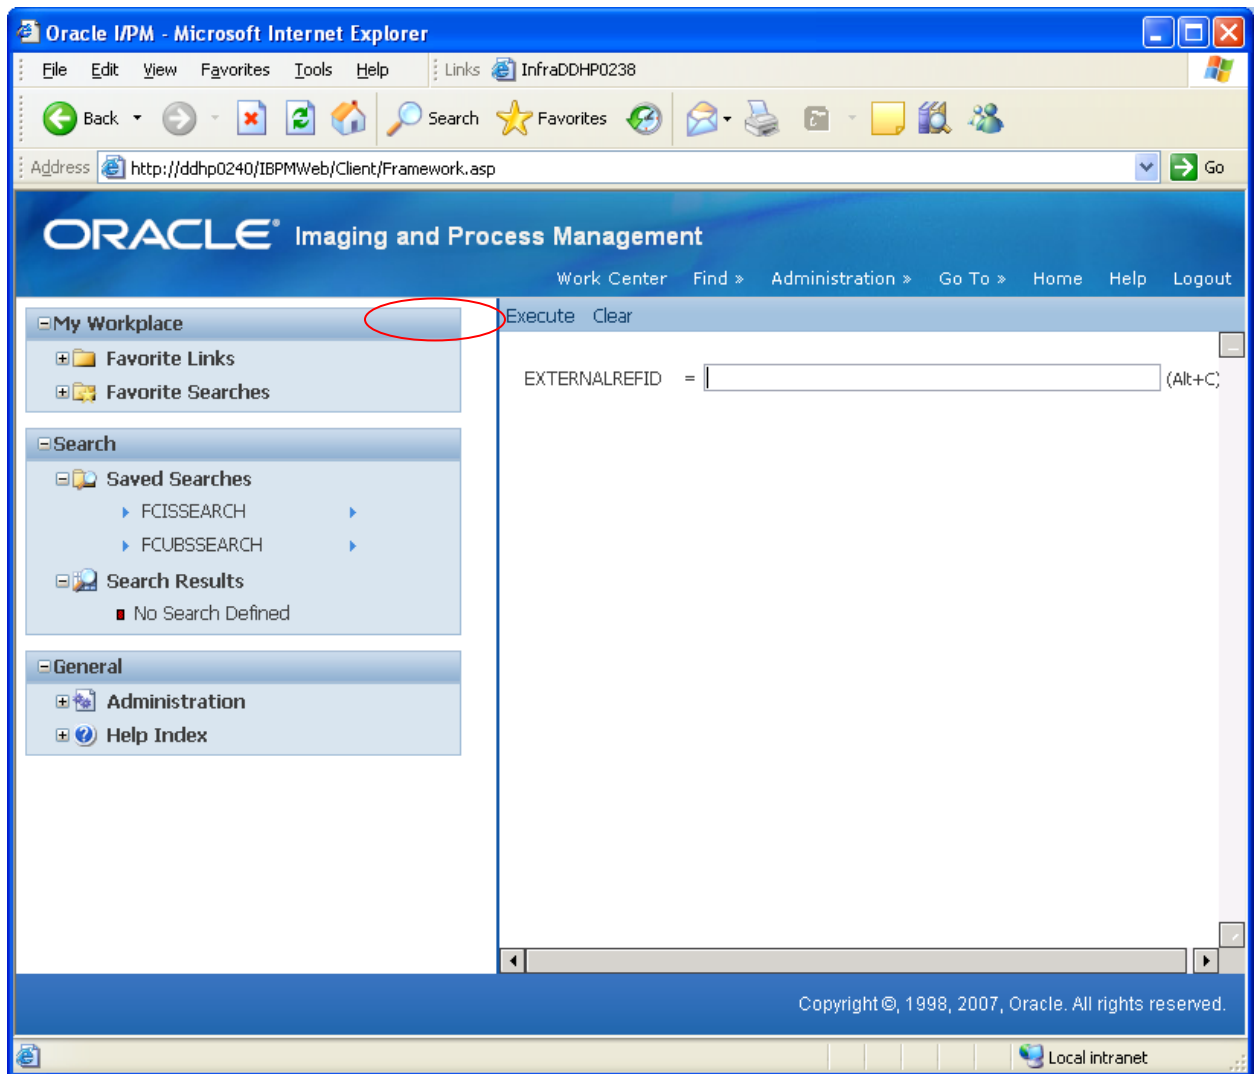 Oracle I/PM - Microsoft Internet Explorer
File Edit View Favorites Tools Help Links InfraDDHP0238
Back Search Favorites
Address http://ddhp0240/IBPMWeb/Client/Framework.asp Go
ORACLE® Imaging and Process Management
Work Center Find » Administration » Go To » Home Help Logout
My Workplace
Favorite Links
Favorite Searches
Search
Saved Searches
FCISSEARCH
FCUBSSEARCH
Search Results
No Search Defined
General
Administration
Help Index
Execute Clear
EXTERNALREFID = (Alt+C)
Copyright©, 1998, 2007, Oracle. All rights reserved.
Local intranet